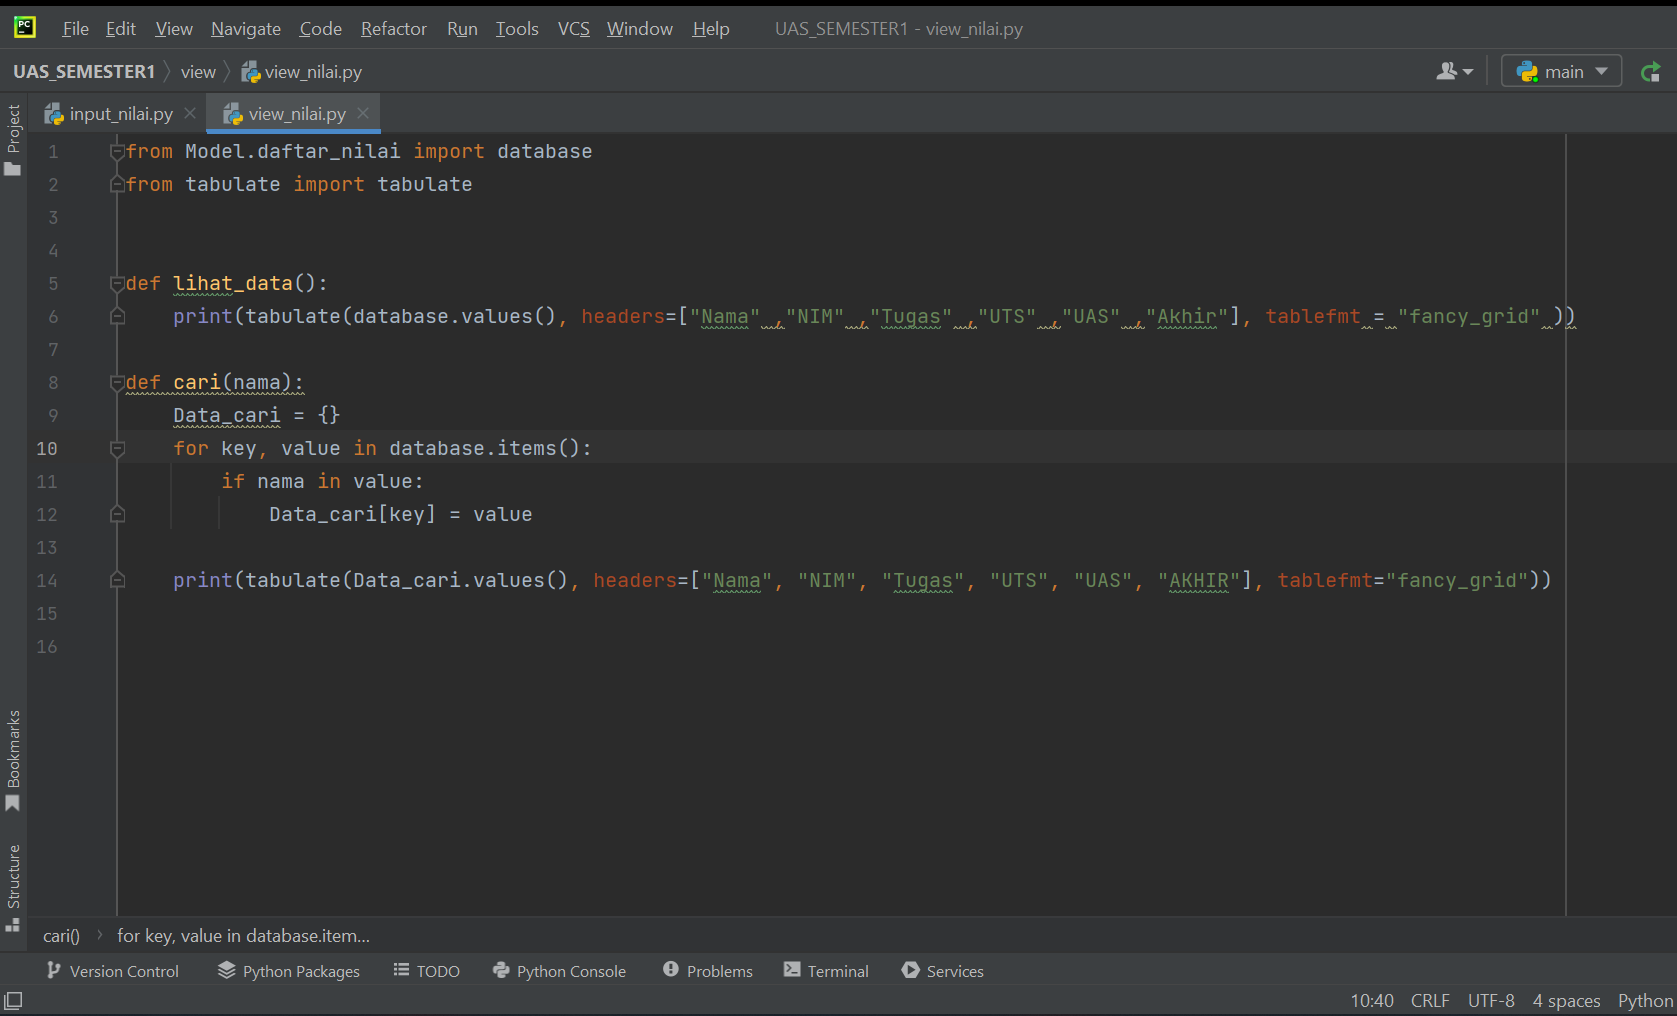 PC
File Edit View Navigate Code Refactor Run Tools VCS Window Help UAS_SEMESTER1 - view_nilai.py
UAS_SEMESTER1 view view_nilai.py main
input_nilai.py view_nilai.py
Project
1 from Model.daftar_nilai import database
2 from tabulate import tabulate
3
4
5 def lihat_data():
6 print(tabulate(database.values(), headers=["Nama" ,"NIM" ,"Tugas" ,"UTS" ,"UAS" ,"Akhir"], tablefmt = "fancy_grid" ))
7
8 def cari(nama):
9 Data_cari = {}
10 for key, value in database.items():
11 if nama in value:
12 Data_cari[key] = value
13
14 print(tabulate(Data_cari.values(), headers=["Nama", "NIM", "Tugas", "UTS", "UAS", "AKHIR"], tablefmt="fancy_grid"))
15
16
Bookmarks
Structure
cari() for key, value in database.item...
Version Control Python Packages TODO Python Console Problems Terminal Services
10:40 CRLF UTF-8 4 spaces Python